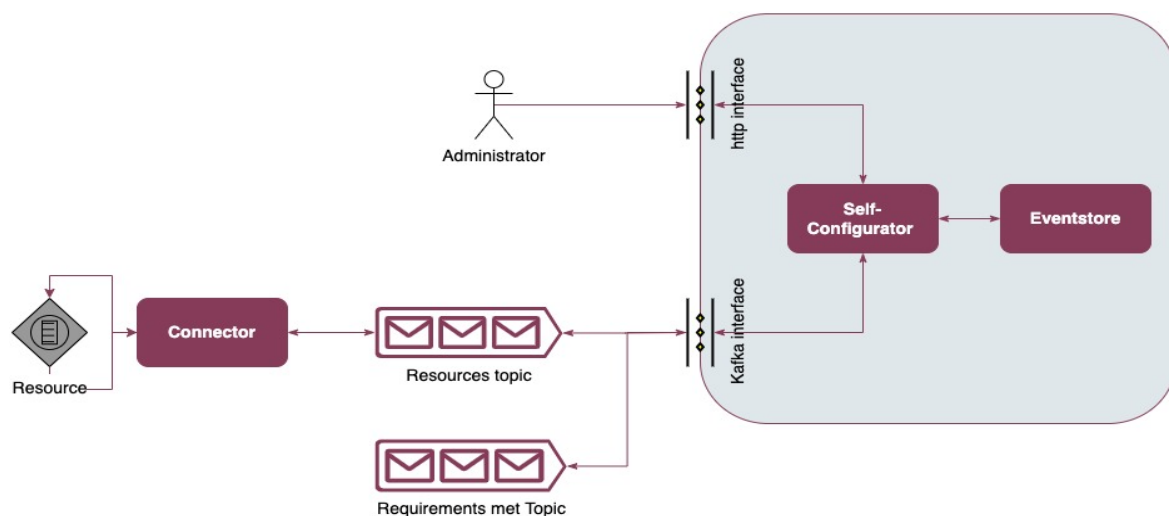 http interface
Administrator
Self-
Configurator
Eventstore
Connector
Resource
Resources topic
Kafka interface
Requirements met Topic